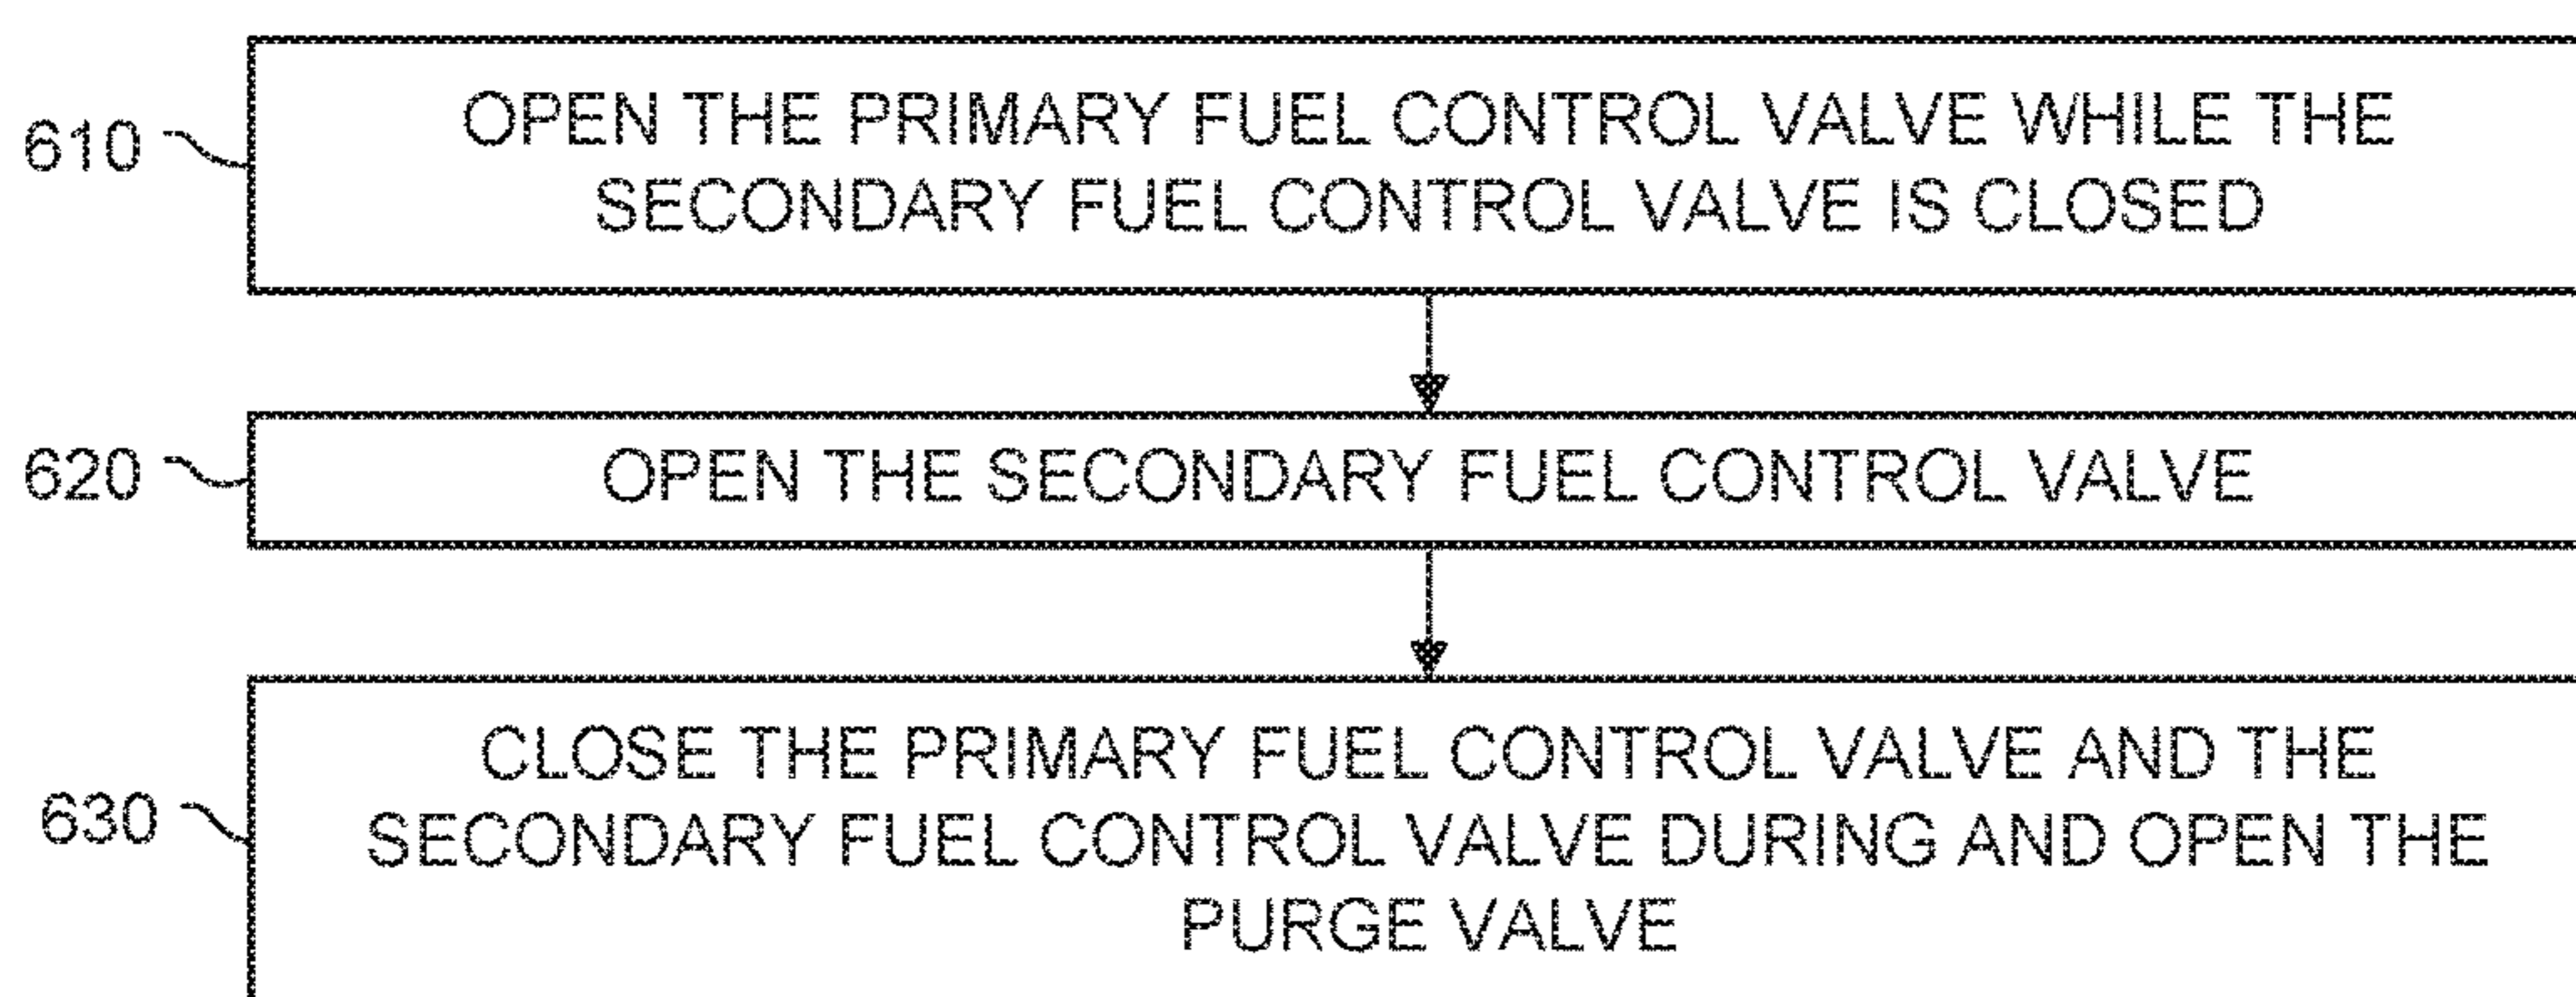 610
OPEN THE PRIMARY FUEL CONTROL VALVE WHILE THE
SECONDARY FUEL CONTROL VALVE IS CLOSED
620
OPEN THE SECONDARY FUEL CONTROL VALVE
630
CLOSE THE PRIMARY FUEL CONTROL VALVE AND THE
SECONDARY FUEL CONTROL VALVE DURING AND OPEN THE
PURGE VALVE